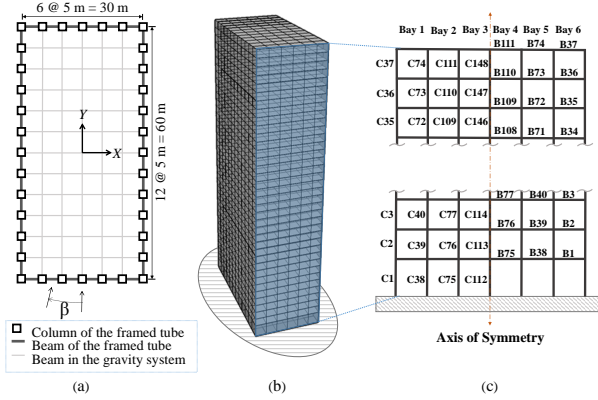 6 @ 5 m = 30 m
Y
X
12 @ 5 m = 60 m
β
Column of the framed tube
Beam of the framed tube
Beam in the gravity system
(a)
(b)
Bay 1 Bay 2 Bay 3 Bay 4 Bay 5 Bay 6
B111 B74 B37
C37 C74 C111 C148
B110 B73 B36
C36 C73 C110 C147
B109 B72 B35
C35 C72 C109 C146
B108 B71 B34
B77 B40 B3
C3 C40 C77 C114
B76 B39 B2
C2 C39 C76 C113
B75 B38 B1
C1 C38 C75 C112
Axis of Symmetry
(c)